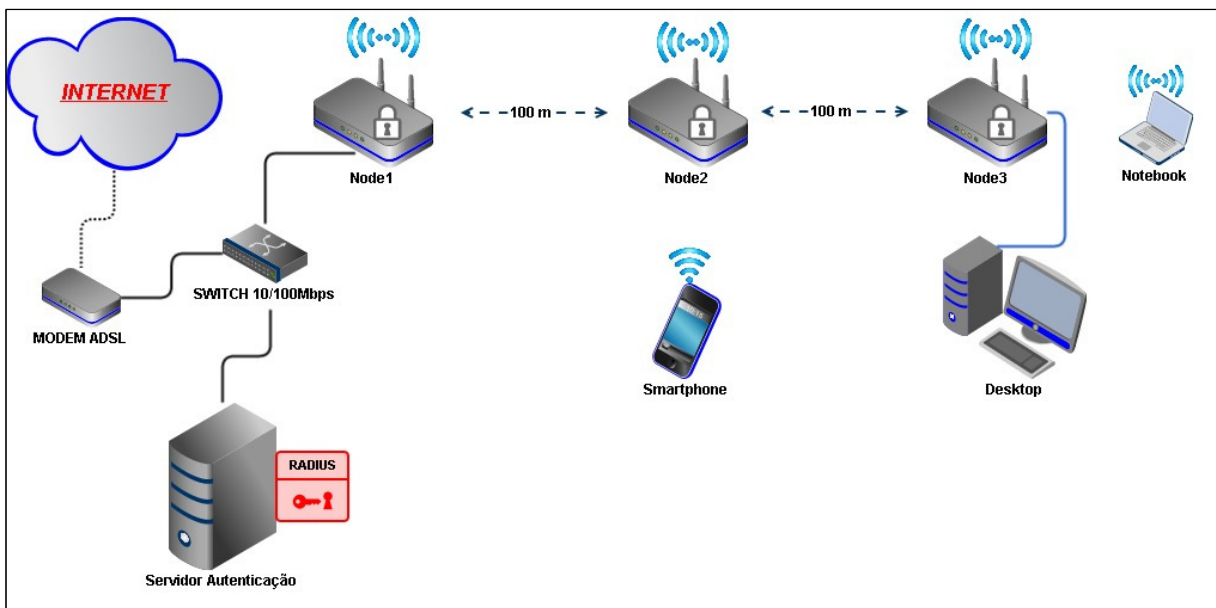 INTERNET
100 m
100 m
Node1
Node2
Node3
Notebook
SWITCH 10/100Mbps
MODEM ADSL
Smartphone
Desktop
RADIUS
Servidor Autenticação